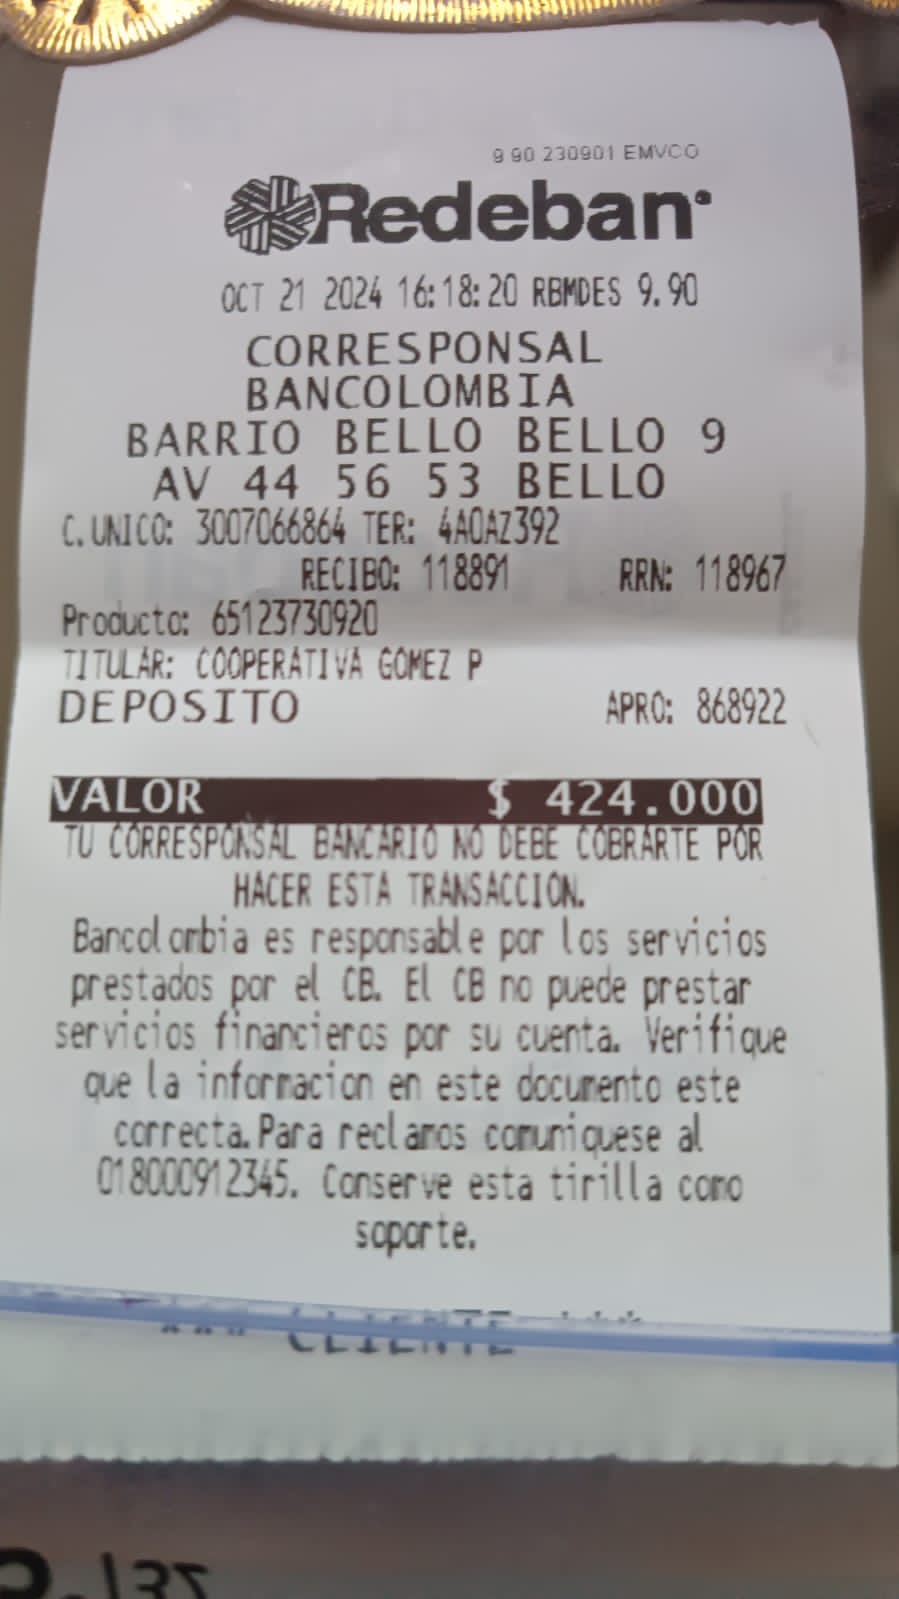 9 90 230901 EMVCO
Redeban
OCT 21 2024 16:18:20 RBMDES 9.90
CORRESPONSAL
BANCOLOMBIA
BARRIO BELLO BELLO 9
AV 44 56 53 BELLO
C.UNICO: 3007066864 TER: 4A0AZ392
RECIBO: 118891 RRN: 118967
Producto: 65123730920
TITULAR: COOPERATIVA GOMEZ P
DEPOSITO APRO: 868922
VALOR $ 424.000
TU CORRESPONSAL BANCARIO NO DEBE COBRARTE POR
HACER ESTA TRANSACCION.
Bancolombia es responsable por los servicios
prestados por el CB. El CB no puede prestar
servicios financieros por su cuenta. Verifique
que la informacion en este documento este
correcta.Para reclamos comuniquese al
018000912345. Conserve esta tirilla como
soporte.
*** CLIENTE ***